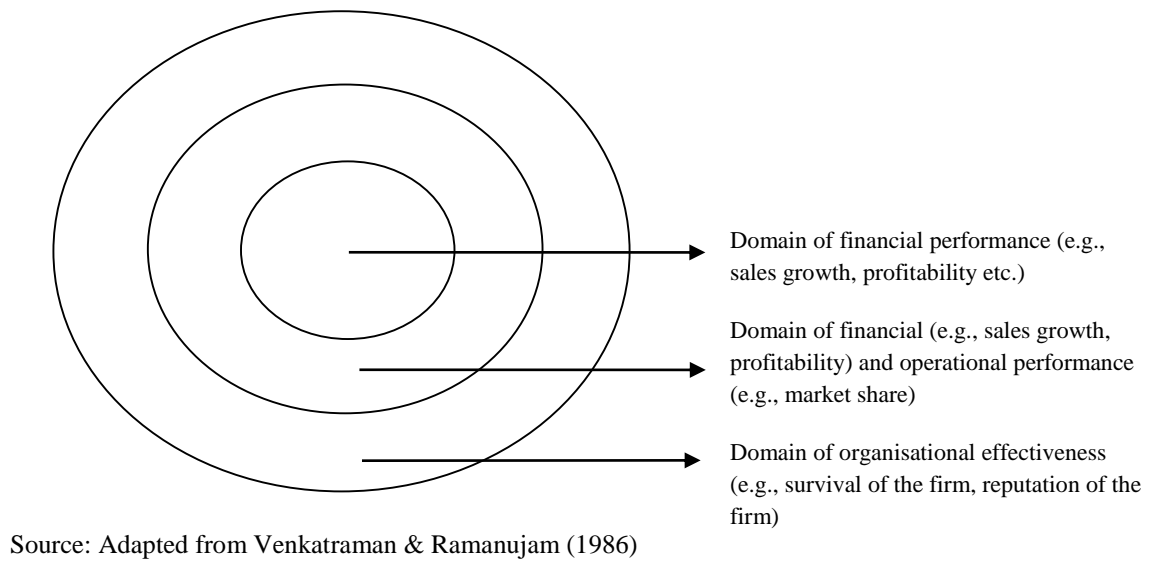 Domain of financial performance (e.g.,
sales growth, profitability etc.)
Domain of financial (e.g., sales growth,
profitability) and operational performance
(e.g., market share)
Domain of organisational effectiveness
(e.g., survival of the firm, reputation of the
firm)
Source: Adapted from Venkatraman & Ramanujam (1986)